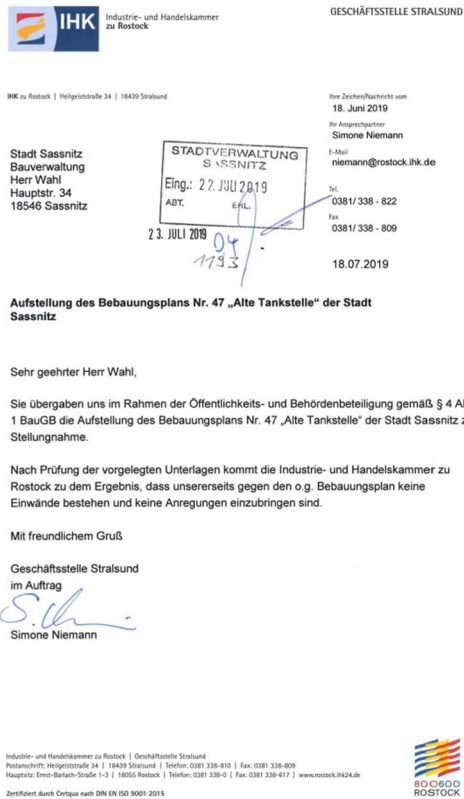 IHK Industrie- und Handelskammer
zu Rostock
GESCHÄFTSSTELLE STRALSUND
IHK zu Rostock | Heilgeiststraße 34 | 18439 Stralsund
Ihre Zeichen/Nachricht vom
18. Juni 2019
Ihr Ansprechpartner
Simone Niemann
E-Mail
niemann@rostock.ihk.de
Tel.
0381/ 338 - 822
Fax
0381/ 338 - 809
18.07.2019
Stadt Sassnitz
Bauverwaltung
Herr Wahl
Hauptstr. 34
18546 Sassnitz
STADTVERWALTUNG
SASSNITZ
Eing.: 22. JULI 2019
ABT. ERL.
23. JULI 2019
04
1193
Aufstellung des Bebauungsplans Nr. 47 „Alte Tankstelle“ der Stadt
Sassnitz
Sehr geehrter Herr Wahl,
Sie übergaben uns im Rahmen der Öffentlichkeits- und Behördenbeteiligung gemäß § 4 A
1 BauGB die Aufstellung des Bebauungsplans Nr. 47 „Alte Tankstelle“ der Stadt Sassnitz z
Stellungnahme.
Nach Prüfung der vorgelegten Unterlagen kommt die Industrie- und Handelskammer zu
Rostock zu dem Ergebnis, dass unsererseits gegen den o.g. Bebauungsplan keine
Einwände bestehen und keine Anregungen einzubringen sind.
Mit freundlichem Gruß
Geschäftsstelle Stralsund
im Auftrag
Simone Niemann
Industrie- und Handelskammer zu Rostock | Geschäftsstelle Stralsund
Postanschrift: Heilgeiststraße 34 | 18439 Stralsund | Telefon: 0381 338-810 | Fax: 0381 338-809
Hauptsitz: Ernst-Barlach-Straße 1-3 | 18055 Rostock | Telefon: 0381 338-0 | Fax: 0381 338-617 | www.rostock.ihk24.de
Zertifiziert durch Certqua nach DIN EN ISO 9001:2015
800600
ROSTOCK